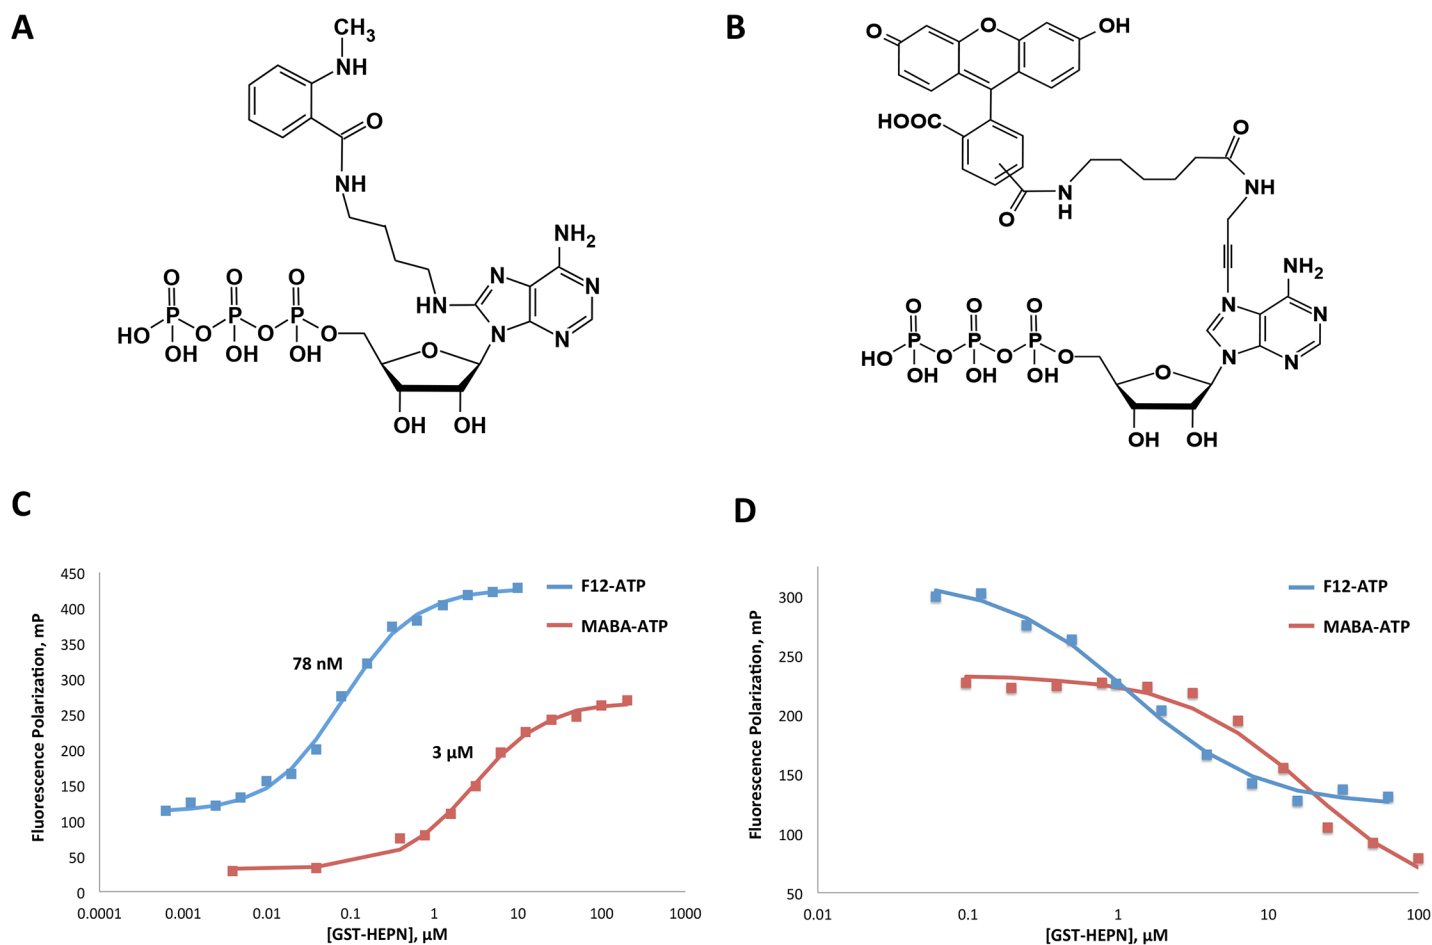 A
CH3
NH
O
NH
NH2
HN
N
N
N
N
O
O
O
P
P
P
HO
O
O
O
OH
OH
OH
O
OH
OH
B
O
O
OH
HOOC
O
N
H
O
NH
NH2
N
N
N
N
O
O
O
P
P
P
HO
O
O
O
OH
OH
OH
O
OH
OH
C
Fluorescence Polarization, mP
450
400
350
300
250
200
150
100
50
0
0.0001
0.001
0.01
0.1
1
10
100
1000
[GST-HEPN], µM
78 nM
3 µM
F12-ATP
MABA-ATP
D
Fluorescence Polarization, mP
300
250
200
150
100
50
0.01
0.1
1
10
100
[GST-HEPN], µM
F12-ATP
MABA-ATP